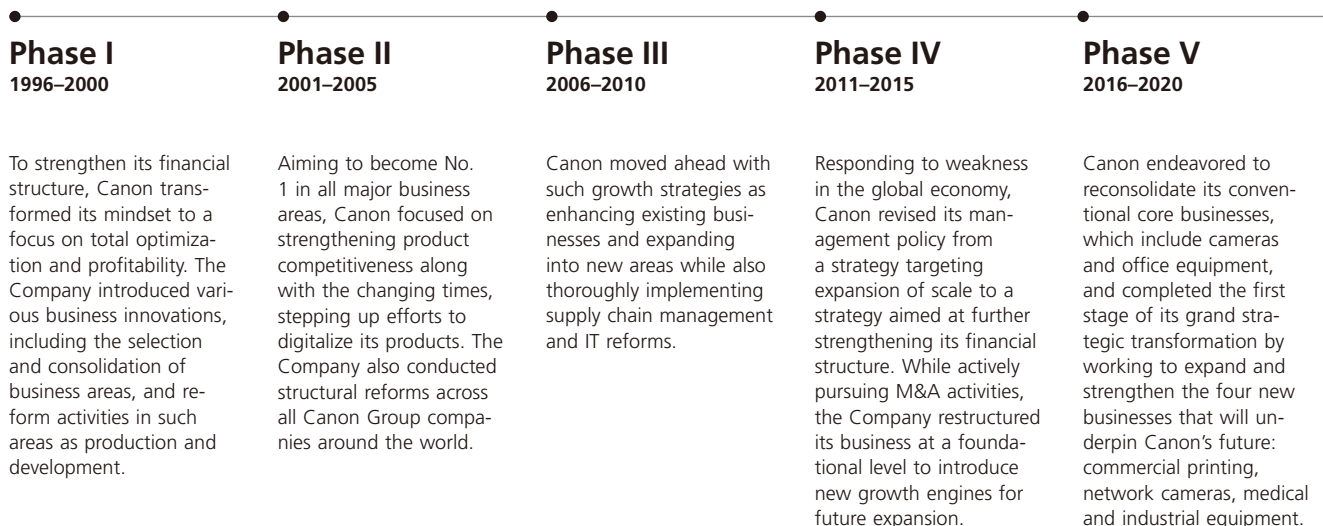 Phase I
1996–2000
To strengthen its financial
structure, Canon trans-
formed its mindset to a
focus on total optimiza-
tion and profitability. The
Company introduced vari-
ous business innovations,
including the selection
and consolidation of
business areas, and re-
form activities in such
areas as production and
development.
Phase II
2001–2005
Aiming to become No.
1 in all major business
areas, Canon focused on
strengthening product
competitiveness along
with the changing times,
stepping up efforts to
digitalize its products. The
Company also conducted
structural reforms across
all Canon Group compa-
nies around the world.
Phase III
2006–2010
Canon moved ahead with
such growth strategies as
enhancing existing busi-
nesses and expanding
into new areas while also
thoroughly implementing
supply chain management
and IT reforms.
Phase IV
2011–2015
Responding to weakness
in the global economy,
Canon revised its man-
agement policy from
a strategy targeting
expansion of scale to a
strategy aimed at further
strengthening its financial
structure. While actively
pursuing M&A activities,
the Company restructured
its business at a founda-
tional level to introduce
new growth engines for
future expansion.
Phase V
2016–2020
Canon endeavored to
reconsolidate its conven-
tional core businesses,
which include cameras
and office equipment,
and completed the first
stage of its grand stra-
tegic transformation by
working to expand and
strengthen the four new
businesses that will un-
derpin Canon’s future:
commercial printing,
network cameras, medical
and industrial equipment.